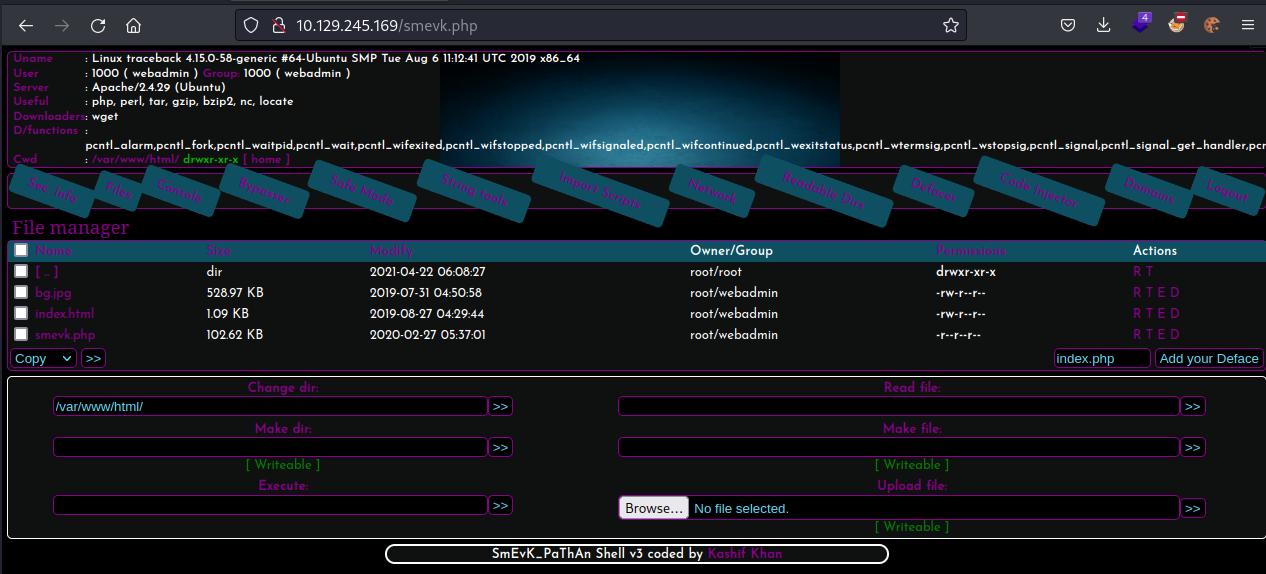 10.129.245.169/smevk.php
4
Uname : Linux traceback 4.15.0-58-generic #64-Ubuntu SMP Tue Aug 6 11:12:41 UTC 2019 x86_64
User : 1000 ( webadmin ) Group: 1000 ( webadmin )
Server : Apache/2.4.29 (Ubuntu)
Useful : php, perl, tar, gzip, bzip2, nc, locate
Downloaders: wget
D/functions :
pcntl_alarm,pcntl_fork,pcntl_waitpid,pcntl_wait,pcntl_wifexited,pcntl_wifstopped,pcntl_wifsignaled,pcntl_wifcontinued,pcntl_wexitstatus,pcntl_wtermsig,pcntl_wstopsig,pcntl_signal,pcntl_signal_get_handler,pcn
Cwd : /var/www/html/ drwxr-xr-x [ home ]
Sec. Info Files Console Bypasser Safe Mode String tools Import Scripts Network Readable Dirs Defacer Code Injector Domains Logout
File manager
Name Size Modify Owner/Group Permissions Actions
[ .. ] dir 2021-04-22 06:08:27 root/root drwxr-xr-x R T
bg.jpg 528.97 KB 2019-07-31 04:50:58 root/webadmin -rw-r--r-- R T E D
index.html 1.09 KB 2019-08-27 04:29:44 root/webadmin -rw-r--r-- R T E D
smevk.php 102.62 KB 2020-02-27 05:37:01 root/webadmin -r--r--r-- R T E D
Copy >> index.php Add your Deface
Change dir: Read file:
/var/www/html/ >> >>
Make dir: Make file:
>> >>
[ Writeable ] [ Writeable ]
Execute: Upload file:
>> Browse... No file selected. >>
[ Writeable ]
SmEvK_PaThAn Shell v3 coded by Kashif Khan